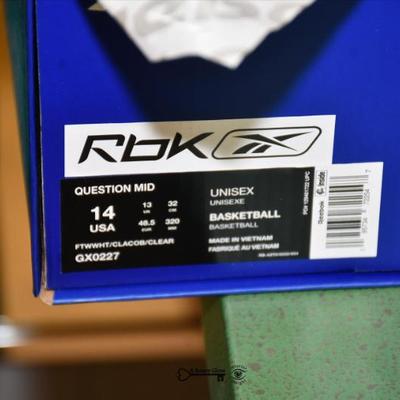 Rbk
QUESTION MID
14
USA
13
UK
32
CM
48.5
EUR
320
MM
UNISEX
UNISEXE
BASKETBALL
BASKETBALL
MADE IN VIETNAM
FABRIQUÉ AU VIETNAM
FTWWHT/CLACOB/CLEAR
GX0227
Reebok